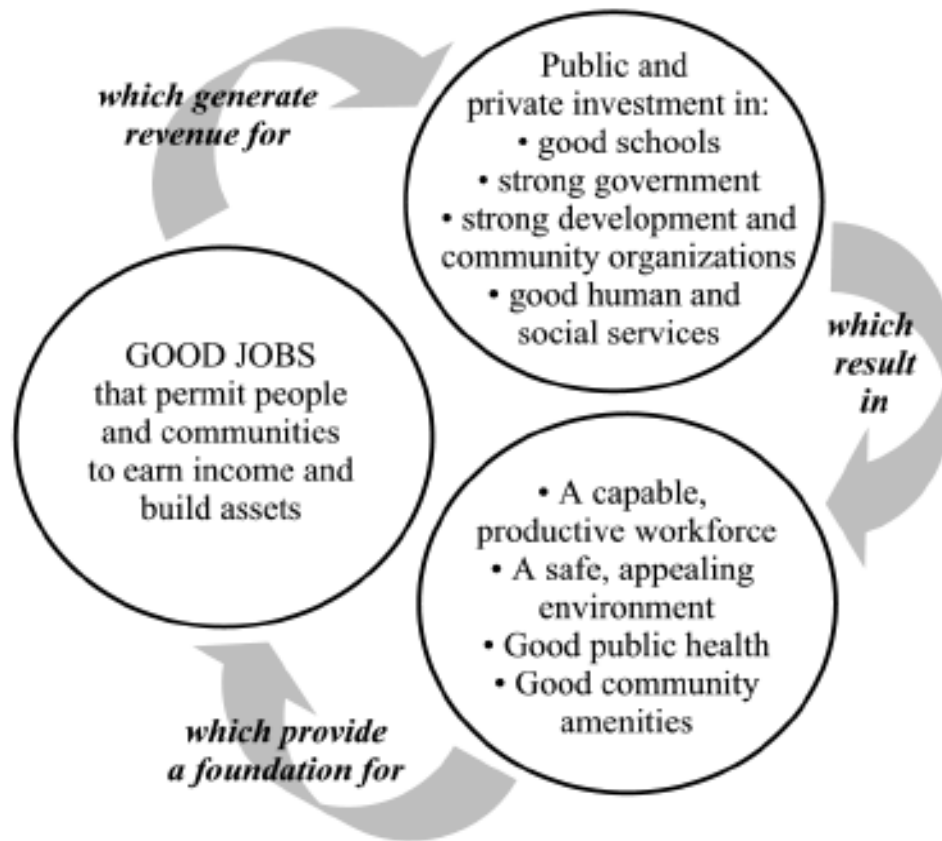 which generate
revenue for
Public and
private investment in:
• good schools
• strong government
• strong development and
community organizations
• good human and
social services
which
result
in
GOOD JOBS
that permit people
and communities
to earn income and
build assets
• A capable,
productive workforce
• A safe, appealing
environment
• Good public health
• Good community
amenities
which provide
a foundation for